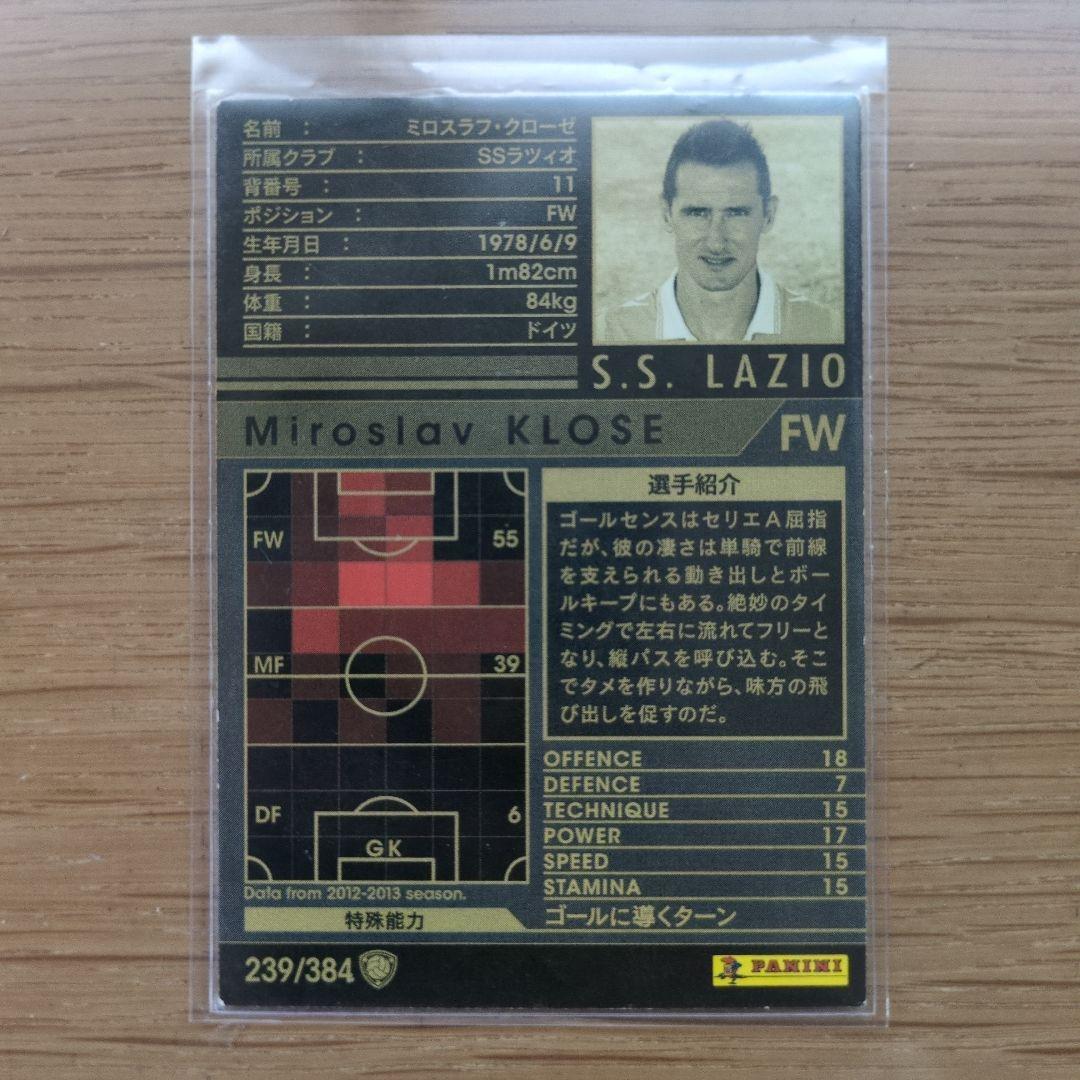 名前 : ミロスラフ・クローゼ
所属クラブ : SSラツィオ
背番号 : 11
ポジション : FW
生年月日 : 1978/6/9
身長 : 1m82cm
体重 : 84kg
国籍 : ドイツ
S.S. LAZIO
Miroslav KLOSE FW
FW 55
MF 39
DF 6
GK
Data from 2012-2013 season.
選手紹介
ゴールセンスはセリエA屈指
だが、彼の凄さは単騎で前線
を支えられる動き出しとボー
ルキープにもある。絶妙のタイ
ミングで左右に流れてフリーと
なり、縦パスを呼び込む。そこ
でタメを作りながら、味方の飛
び出しを促すのだ。
OFFENCE 18
DEFENCE 7
TECHNIQUE 15
POWER 17
SPEED 15
STAMINA 15
特殊能力 ゴールに導くターン
239/384
PANINI